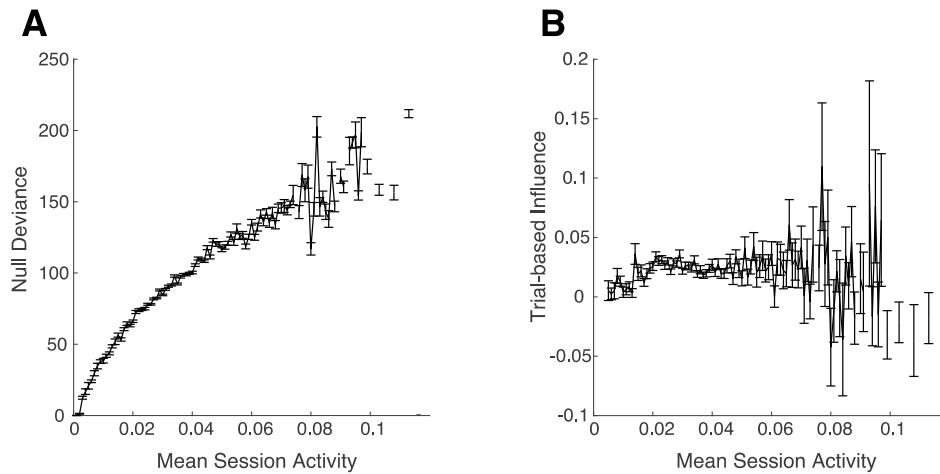 A
B
Null Deviance
250
200
150
100
50
0
0 0.02 0.04 0.06 0.08 0.1
Mean Session Activity
Trial-based Influence
0.2
0.15
0.1
0.05
0
-0.05
-0.1
0 0.02 0.04 0.06 0.08 0.1
Mean Session Activity